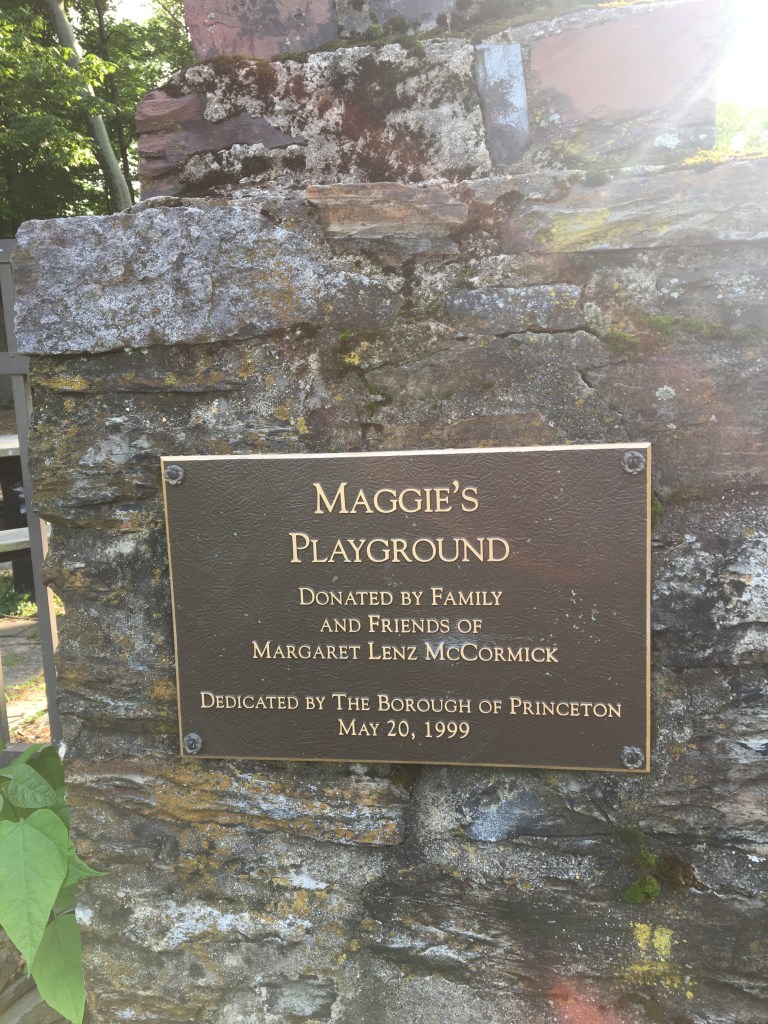 Maggie's
Playground
Donated by Family
and Friends of
Margaret Lenz McCormick
Dedicated by The Borough of Princeton
May 20, 1999